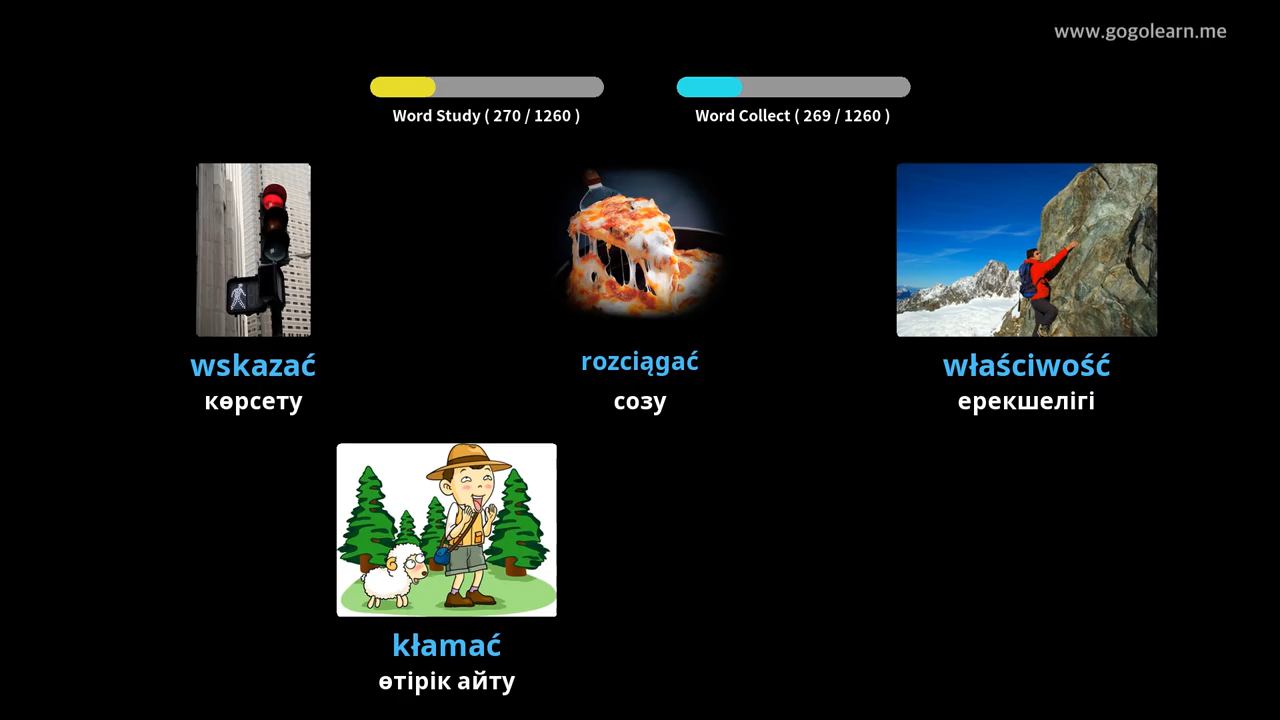 www.gogolearn.me
Word Study ( 270 / 1260 )
Word Collect ( 269 / 1260 )
wskazać
көрсету
rozciągać
созу
właściwość
ерекшелігі
kłamać
өтірік айту